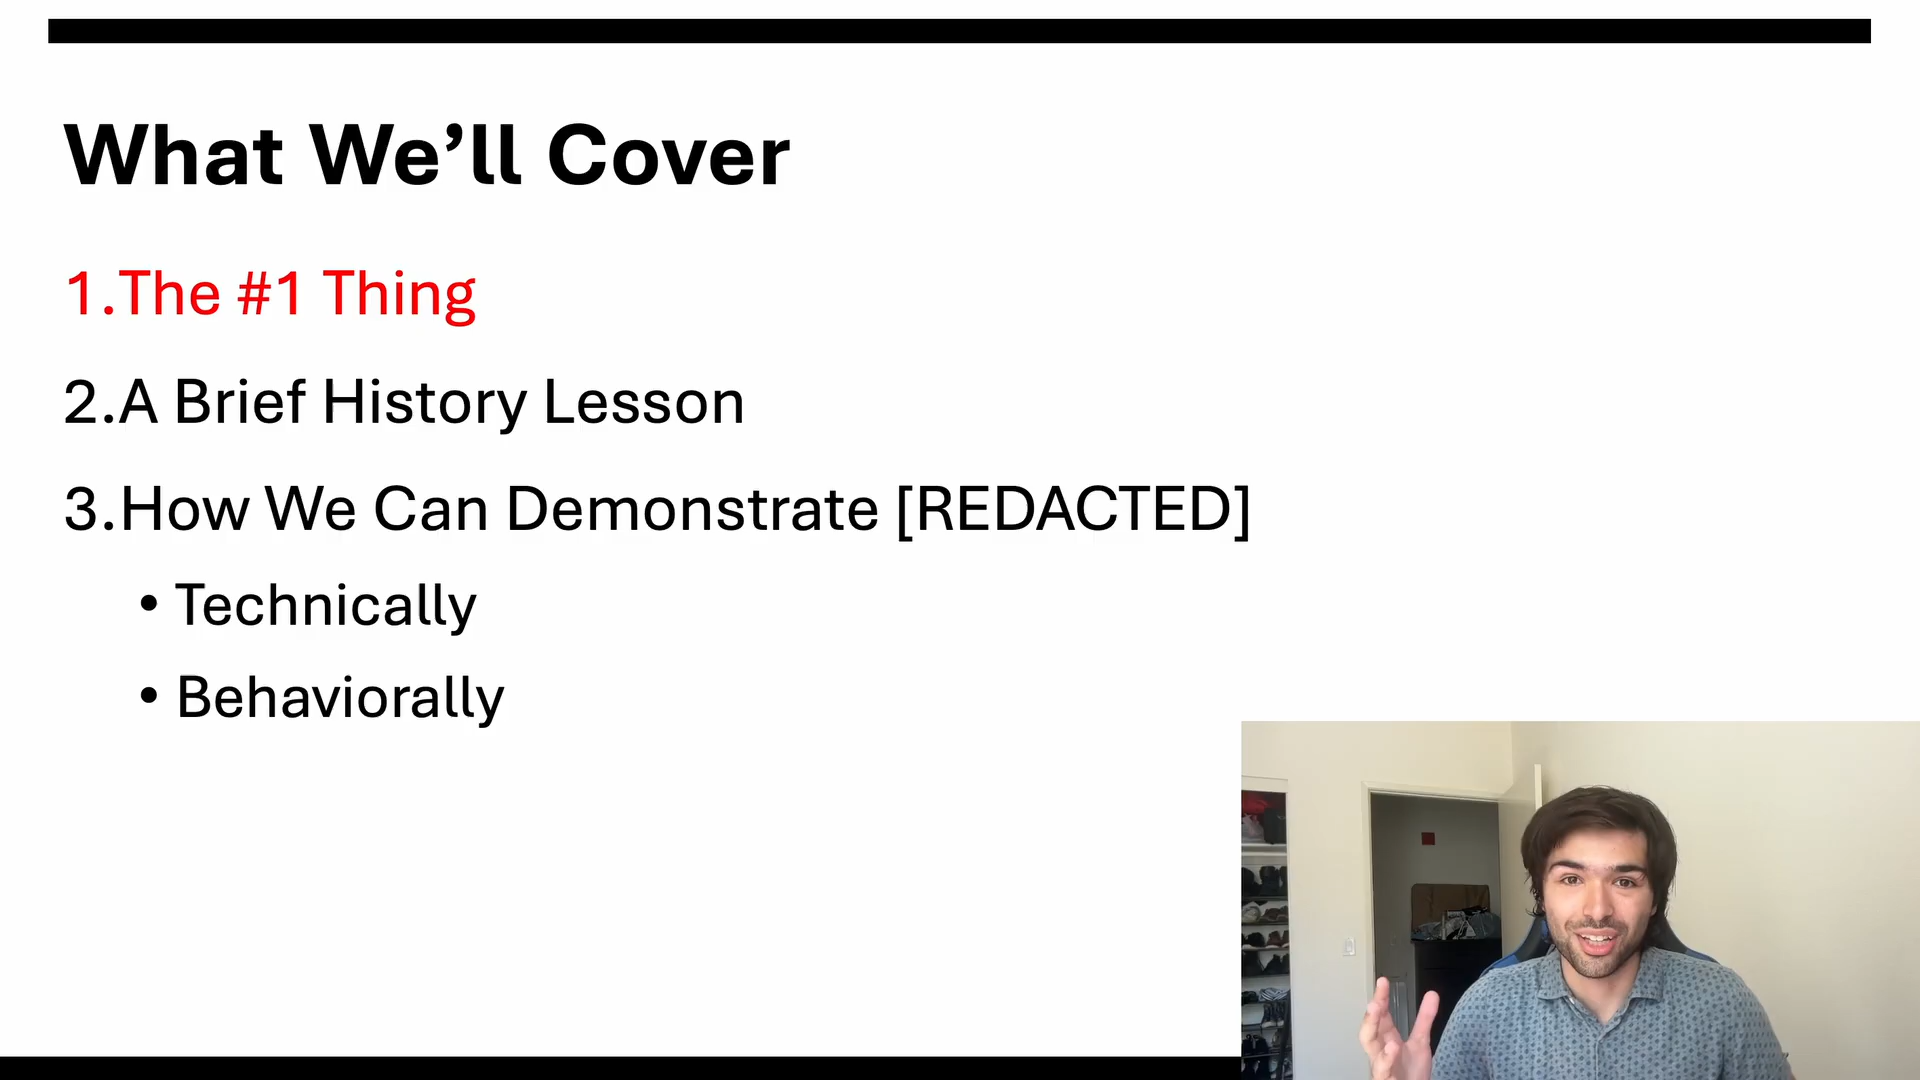 What We’ll Cover
1.The #1 Thing
2.A Brief History Lesson
3.How We Can Demonstrate [REDACTED]
• Technically
• Behaviorally